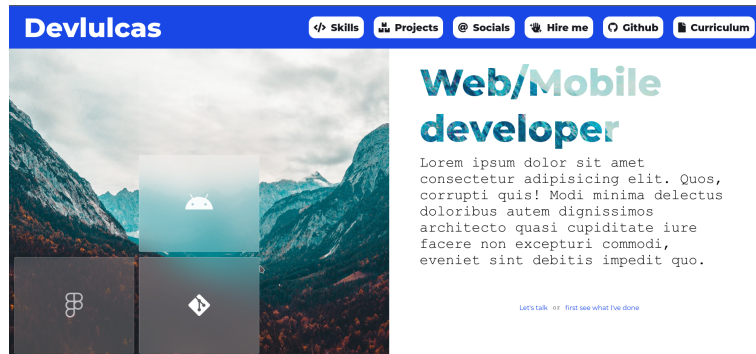 Devlulcas
</> Skills
Projects
@ Socials
Hire me
Github
Curriculum
Web/Mobile
developer
Lorem ipsum dolor sit amet
consectetur adipisicing elit. Quos,
corrupti quis! Modi minima delectus
doloribus autem dignissimos
architecto quasi cupiditate iure
facere non excepturi commodi,
eveniet sint debitis impedit quo.
Let's talk or first see what I've done